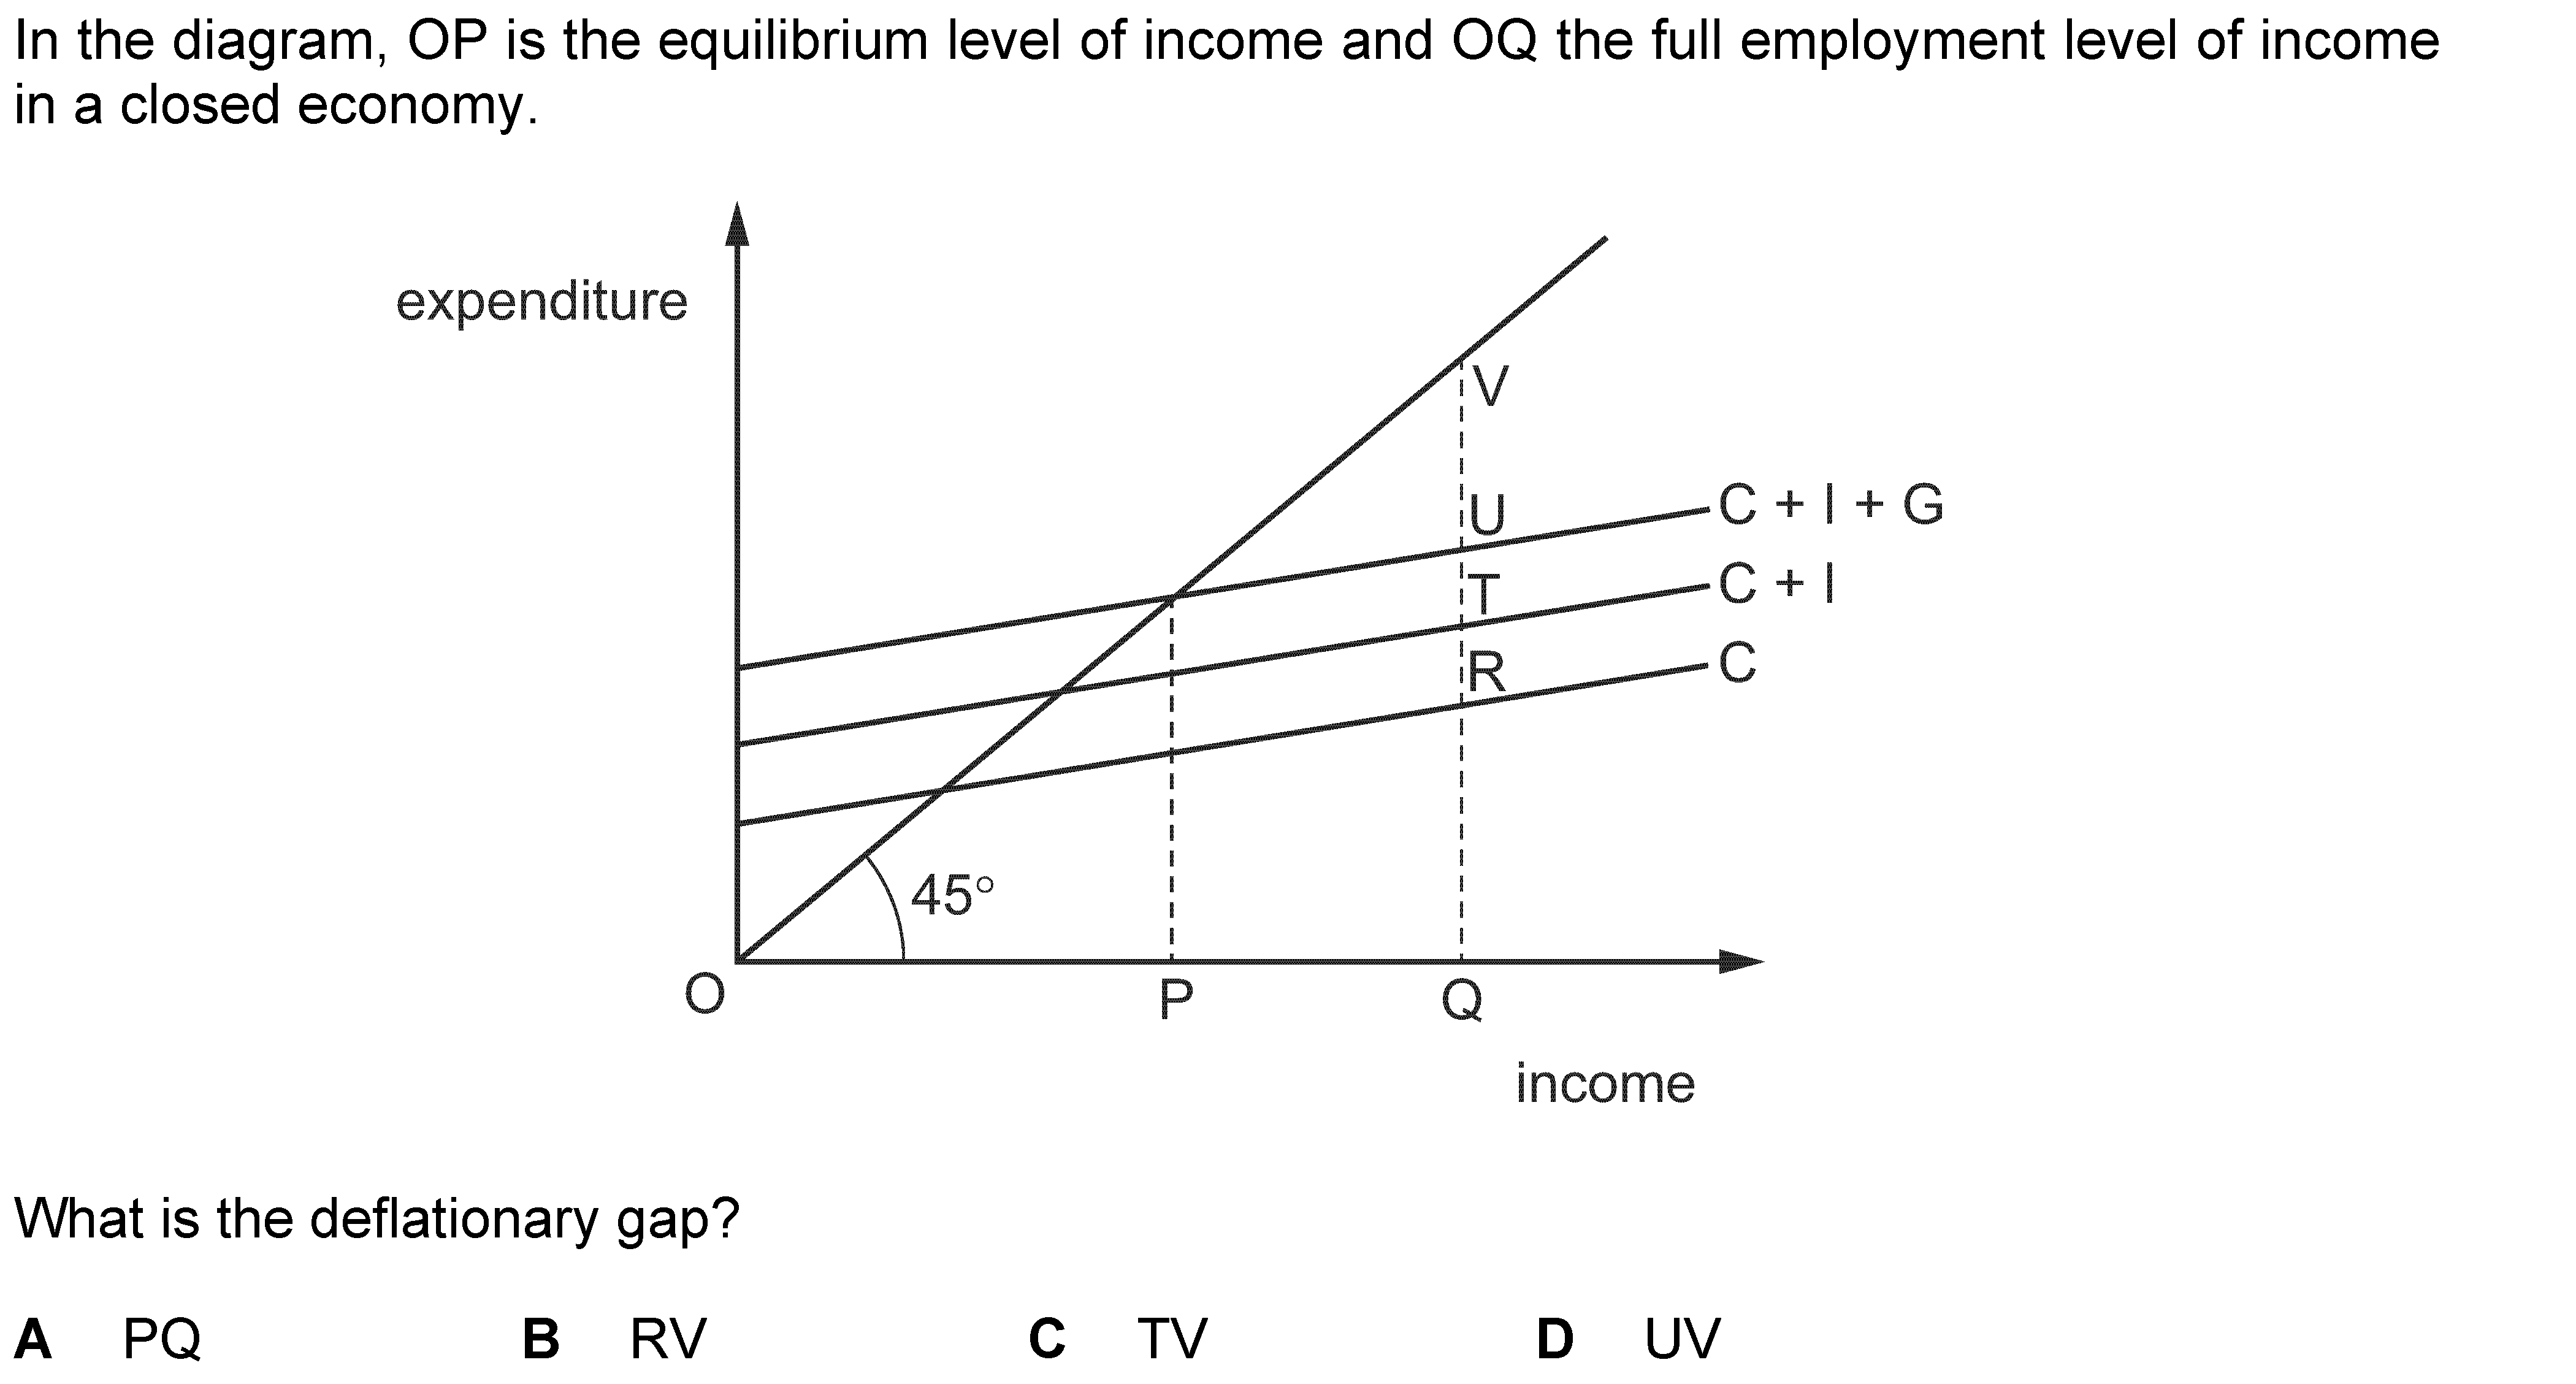 In the diagram, OP is the equilibrium level of income and OQ the full employment level of income
in a closed economy.
expenditure
V
U
C + I + G
T
C + I
R
C
45°
O
P
Q
income
What is the deflationary gap?
A PQ B RV C TV D UV